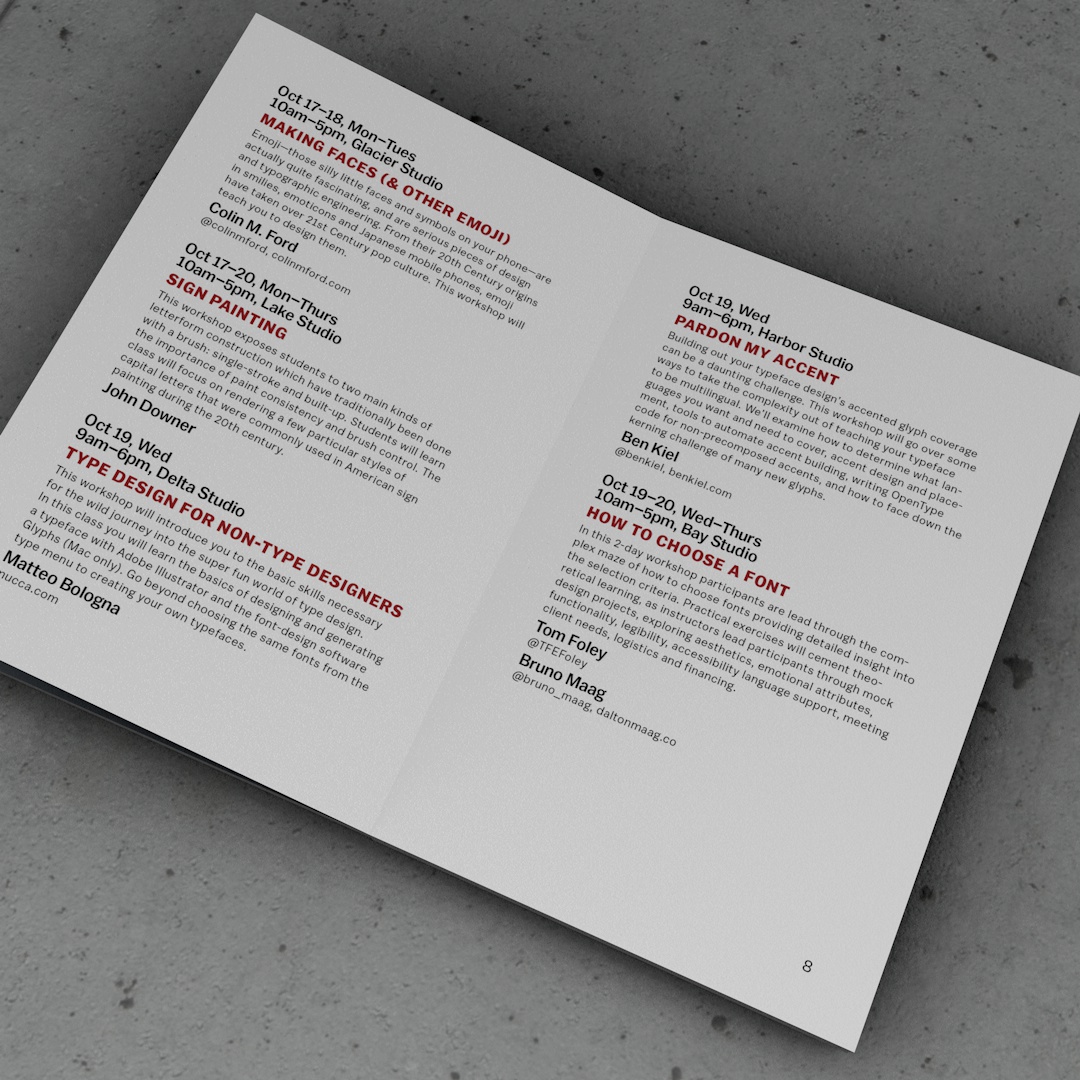 Oct 17–18, Mon–Tues
10am–5pm, Glacier Studio
MAKING FACES (& OTHER EMOJI)
Emoji—those silly little faces and symbols on your phone—are
actually quite fascinating, and are serious pieces of design
and typographic engineering. From their 20th Century origins
in smilies, emoticons and Japanese mobile phones, emoji
have taken over 21st Century pop culture. This workshop will
teach you to design them.
Colin M. Ford
@colinmford, colinmford.com
Oct 17–20, Mon–Thurs
10am–5pm, Lake Studio
SIGN PAINTING
This workshop exposes students to two main kinds of
letterform construction which have traditionally been done
with a brush: single-stroke and built-up. Students will learn
the importance of paint consistency and brush control. The
class will focus on rendering a few particular styles of
capital letters that were commonly used in American sign
painting during the 20th century.
John Downer
Oct 19, Wed
9am–6pm, Delta Studio
TYPE DESIGN FOR NON-TYPE DESIGNERS
This workshop will introduce you to the basic skills necessary
for the wild journey into the super fun world of type design.
In this class you will learn the basics of designing and generating
a typeface with Adobe Illustrator and the font-design software
Glyphs (Mac only). Go beyond choosing the same fonts from the
type menu to creating your own typefaces.
Matteo Bologna
nucca.com
Oct 19, Wed
9am–6pm, Harbor Studio
PARDON MY ACCENT
Building out your typeface design's accented glyph coverage
can be a daunting challenge. This workshop will go over some
ways to take the complexity out of teaching your typeface
to be multilingual. We'll examine how to determine what lan-
guages you want and need to cover, accent design and place-
ment, tools to automate accent building, writing OpenType
code for non-precomposed accents, and how to face down the
kerning challenge of many new glyphs.
Ben Kiel
@benkiel, benkiel.com
Oct 19–20, Wed–Thurs
10am–5pm, Bay Studio
HOW TO CHOOSE A FONT
In this 2-day workshop participants are lead through the com-
plex maze of how to choose fonts providing detailed insight into
the selection criteria. Practical exercises will cement theo-
retical learning, as instructors lead participants through mock
design projects, exploring aesthetics, emotional attributes,
functionality, legibility, accessibility language support, meeting
client needs, logistics and financing.
Tom Foley
@TFEFoley
Bruno Maag
@bruno_maag, daltonmaag.co
8